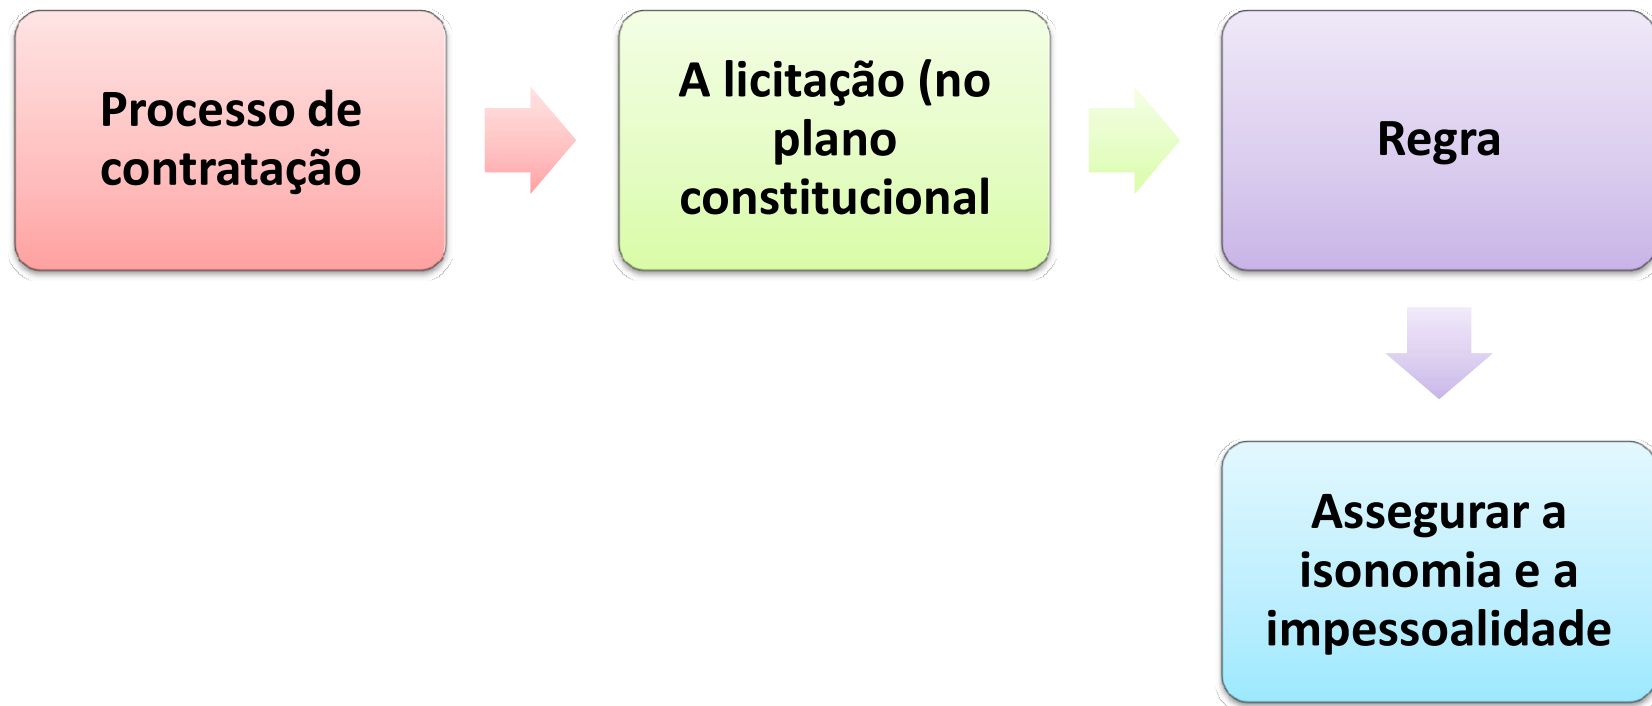 Processo de
contratação
A licitação (no
plano
constitucional
Regra
Assegurar a
isonomia e a
impessoalidade